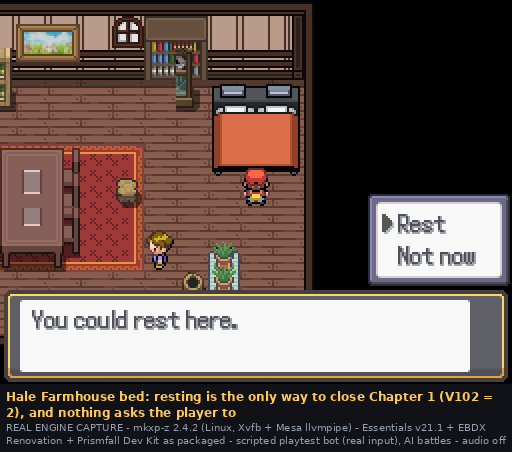 Rest
Not now
You could rest here.
Hale Farmhouse bed: resting is the only way to close Chapter 1 (V102 =
2), and nothing asks the player to
REAL ENGINE CAPTURE - mkxp-z 2.4.2 (Linux, Xvfb + Mesa llvmpipe) - Essentials v21.1 + EBDX
Renovation + Prismfall Dev Kit as packaged - scripted playtest bot (real input), AI battles - audio off